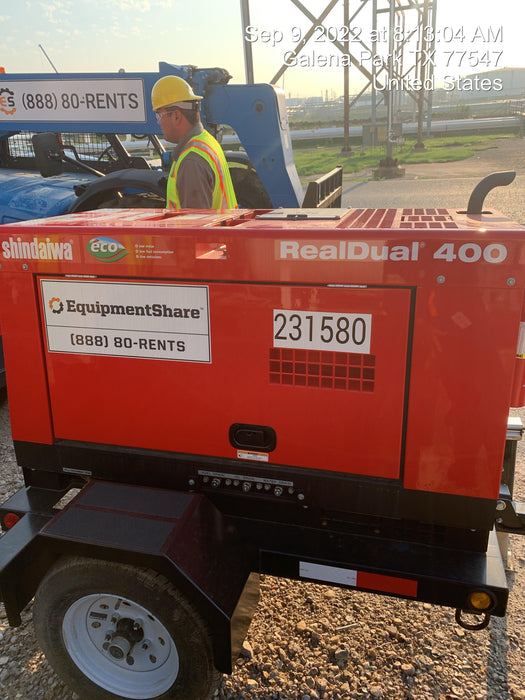 Sep 9, 2022 at 8:13:04 AM
Galena Park, TX 77547
United States
ES (888) 80-RENTS
shindaiwa
eco
RealDual 400
EquipmentShare
(888) 80-RENTS
231580